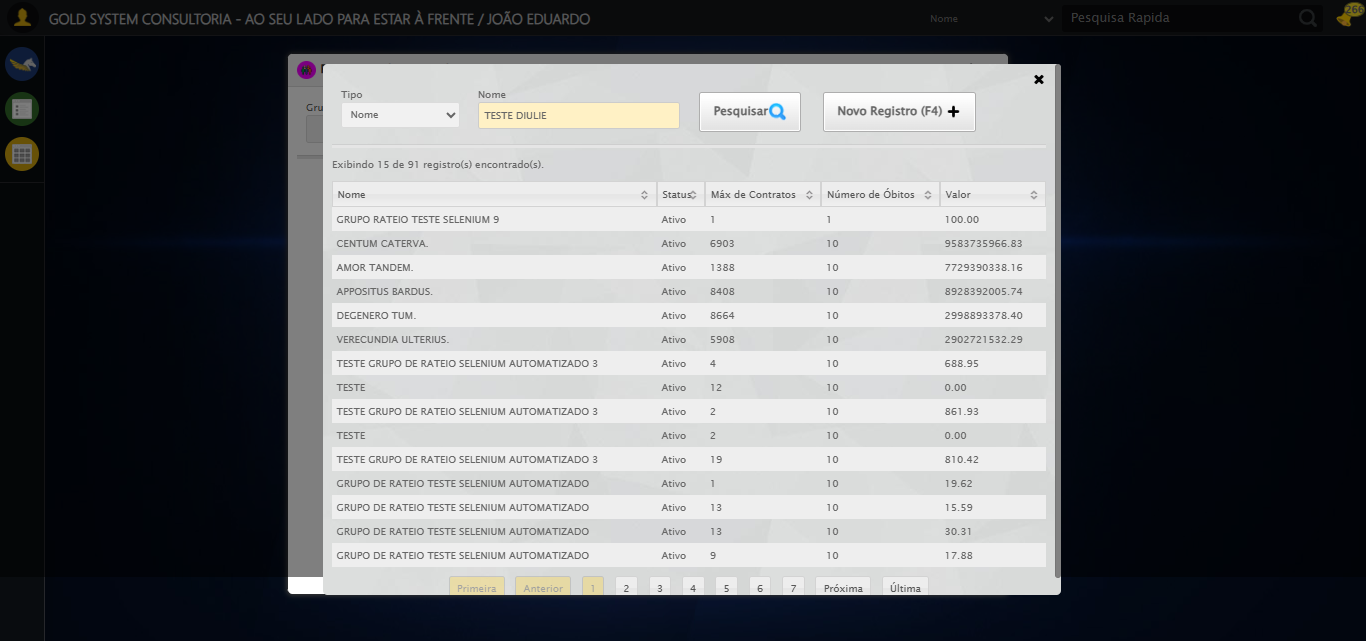 GOLD SYSTEM CONSULTORIA - AO SEU LADO PARA ESTAR À FRENTE / JOÃO EDUARDO
Nome
Pesquisa Rapida
266
Gru
Tipo
Nome
Nome
TESTE DIULIE
Pesquisar
Novo Registro (F4)
Exibindo 15 de 91 registro(s) encontrado(s).
Nome Status Máx de Contratos Número de Óbitos Valor
GRUPO RATEIO TESTE SELENIUM 9 Ativo 1 1 100.00
CENTUM CATERVA. Ativo 6903 10 9583735966.83
AMOR TANDEM. Ativo 1388 10 7729390338.16
APPOSITUS BARDUS. Ativo 8408 10 8928392005.74
DEGENERO TUM. Ativo 8664 10 2998893378.40
VERECUNDIA ULTERIUS. Ativo 5908 10 2902721532.29
TESTE GRUPO DE RATEIO SELENIUM AUTOMATIZADO 3 Ativo 4 10 688.95
TESTE Ativo 12 10 0.00
TESTE GRUPO DE RATEIO SELENIUM AUTOMATIZADO 3 Ativo 2 10 861.93
TESTE Ativo 2 10 0.00
TESTE GRUPO DE RATEIO SELENIUM AUTOMATIZADO 3 Ativo 19 10 810.42
GRUPO DE RATEIO TESTE SELENIUM AUTOMATIZADO Ativo 1 10 19.62
GRUPO DE RATEIO TESTE SELENIUM AUTOMATIZADO Ativo 13 10 15.59
GRUPO DE RATEIO TESTE SELENIUM AUTOMATIZADO Ativo 13 10 30.31
GRUPO DE RATEIO TESTE SELENIUM AUTOMATIZADO Ativo 9 10 17.88
Primeira Anterior 1 2 3 4 5 6 7 Próxima Última